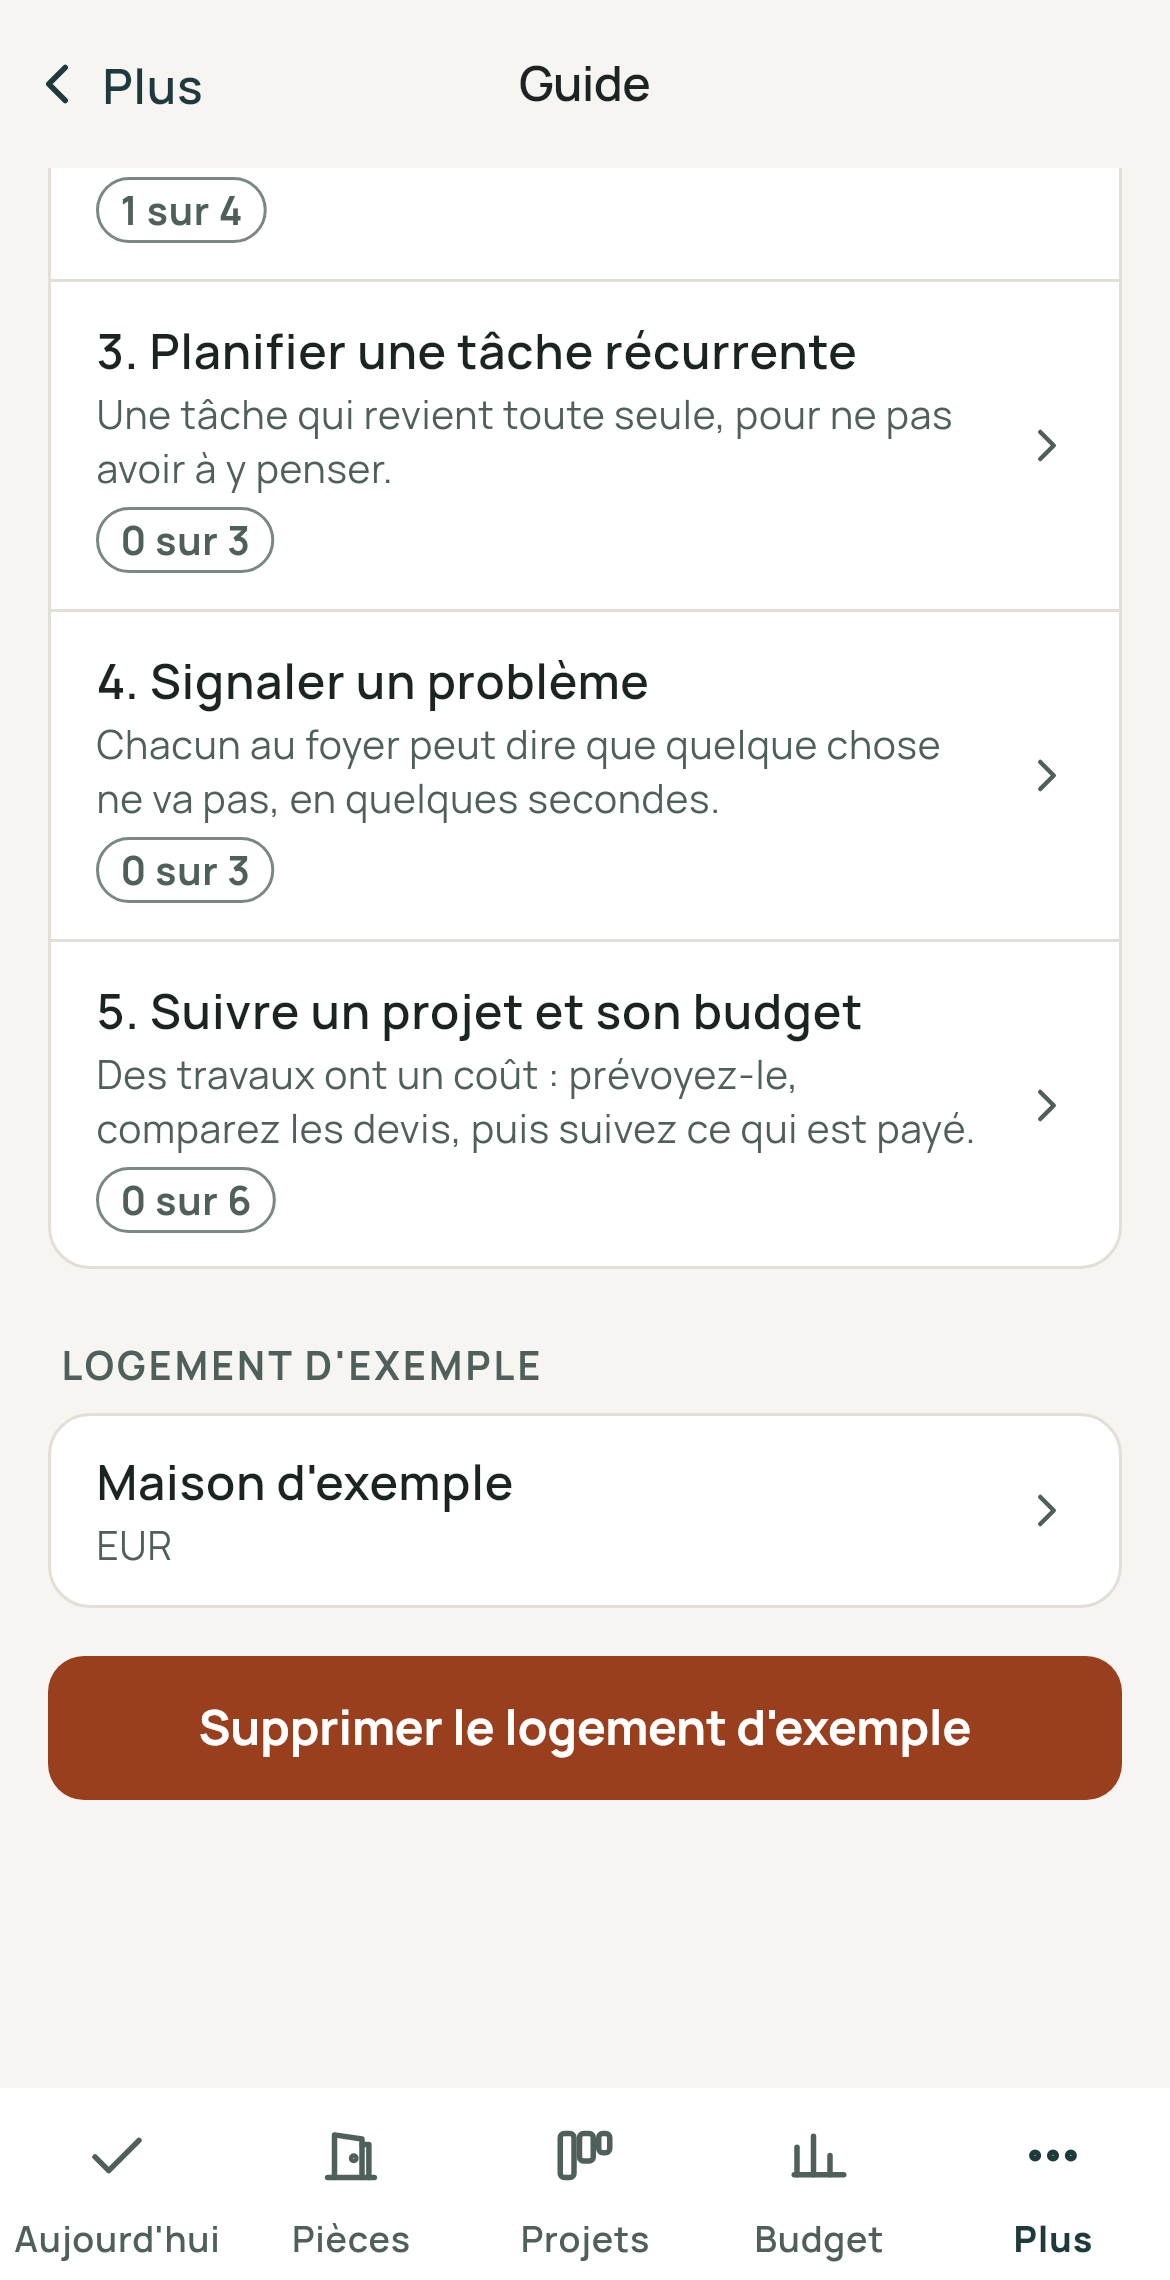 Plus
Guide
1 sur 4
3. Planifier une tâche récurrente
Une tâche qui revient toute seule, pour ne pas
avoir à y penser.
0 sur 3
4. Signaler un problème
Chacun au foyer peut dire que quelque chose
ne va pas, en quelques secondes.
0 sur 3
5. Suivre un projet et son budget
Des travaux ont un coût : prévoyez-le,
comparez les devis, puis suivez ce qui est payé.
0 sur 6
LOGEMENT D'EXEMPLE
Maison d'exemple
EUR
Supprimer le logement d'exemple
Aujourd'hui
Pièces
Projets
Budget
Plus